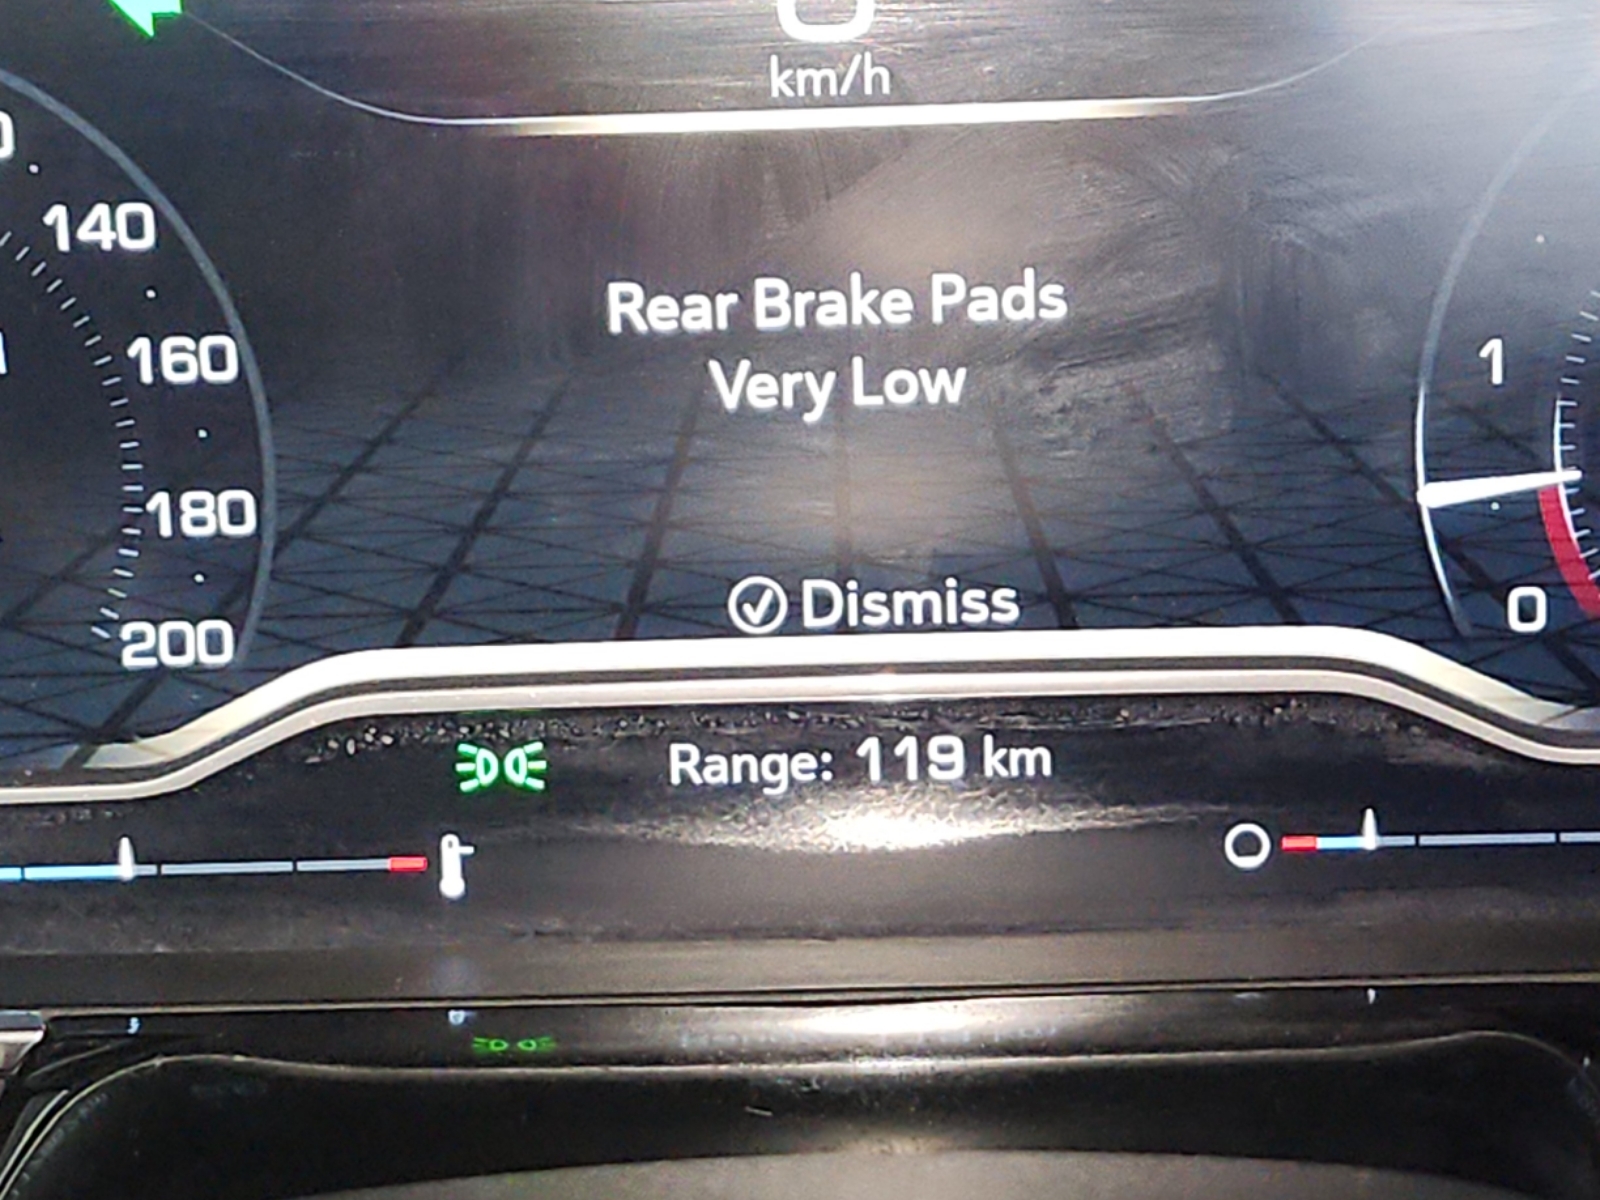 km/h
140
160
180
200
Rear Brake Pads
Very Low
Dismiss
1
0
Range: 119 km